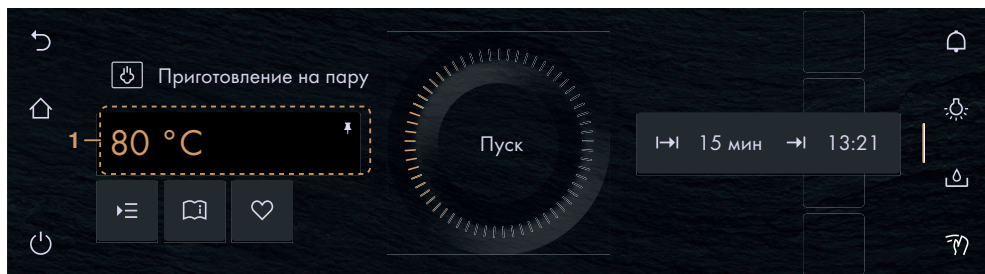 Приготовление на пару
1
80 °C
Пуск
15 мин
13:21